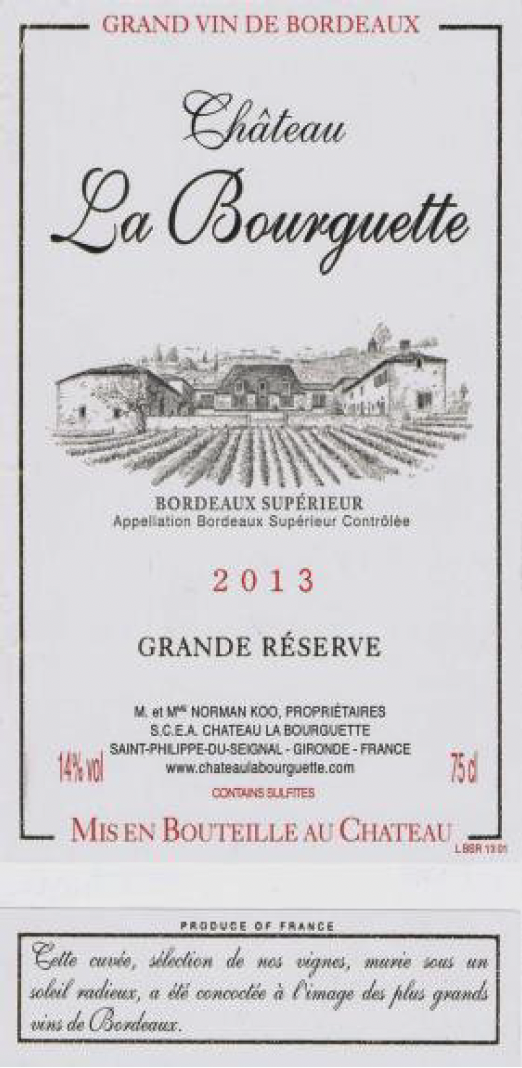 GRAND VIN DE BORDEAUX
Château
La Bourguette
BORDEAUX SUPÉRIEUR
Appellation Bordeaux Supérieur Contrôlée
2013
GRANDE RÉSERVE
M. et Mme NORMAN KOO, PROPRIÉTAIRES
S.C.E.A. CHATEAU LA BOURGUETTE
SAINT-PHILIPPE-DU-SEIGNAL - GIRONDE - FRANCE
14% vol
www.chateaulabourguette.com
75 cl
CONTAINS SULFITES
MIS EN BOUTEILLE AU CHATEAU
L.BSR 13 01
PRODUCE OF FRANCE
Cette cuvée, sélection de nos vignes, murie sous un
soleil radieux, a été concoctée à l'image des plus grands
vins de Bordeaux.